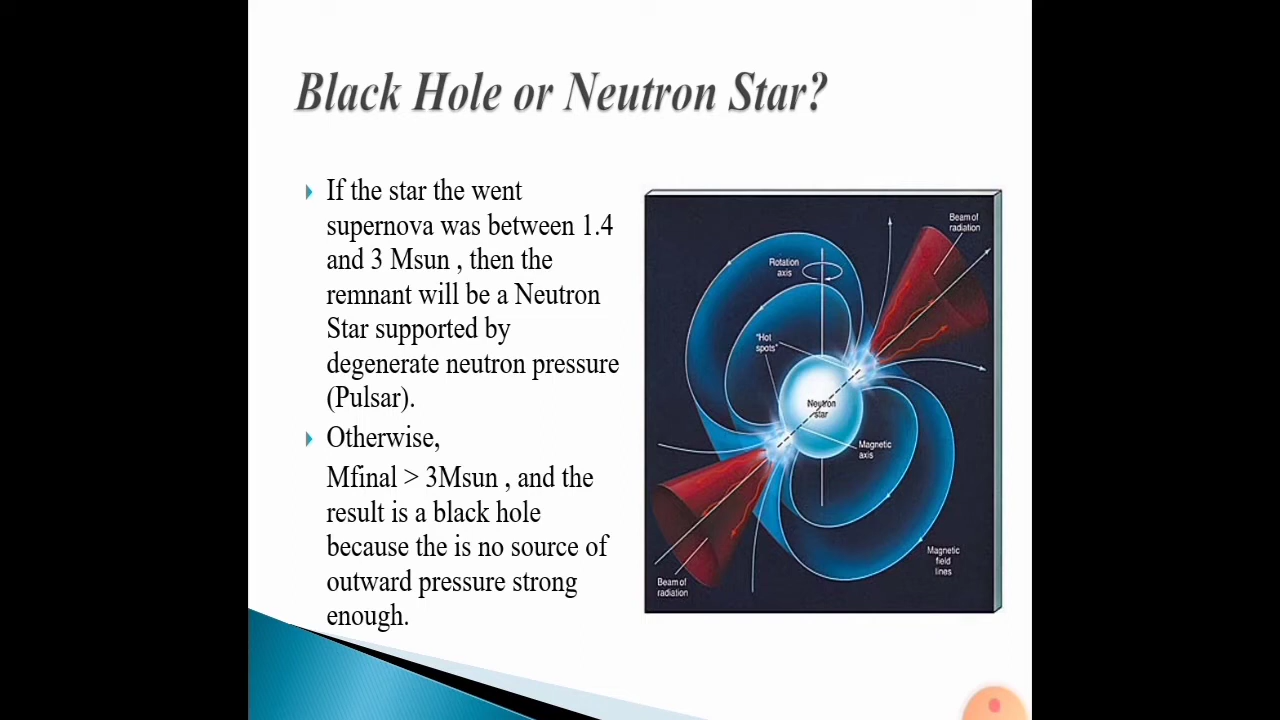 Black Hole or Neutron Star?
If the star the went
supernova was between 1.4
and 3 Msun , then the
remnant will be a Neutron
Star supported by
degenerate neutron pressure
(Pulsar).
Otherwise,
Mfinal > 3Msun , and the
result is a black hole
because the is no source of
outward pressure strong
enough.
Beam of
radiation
Rotation
axis
"Hot
spots"
Neutron
star
Magnetic
axis
Magnetic
field
lines
Beam of
radiation